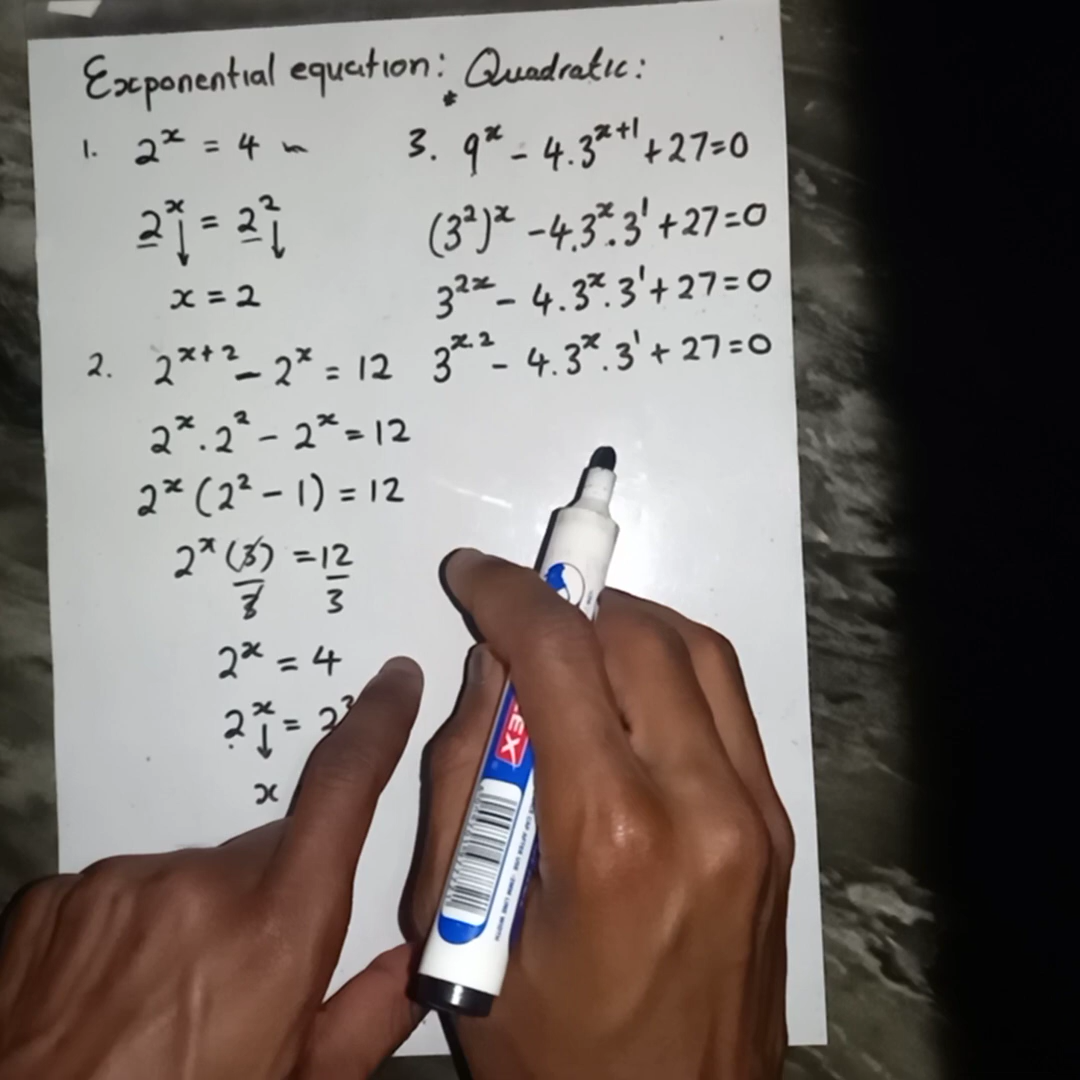 Exponential equation: * Quadratic:
1. 2^x = 4
2^x = 2^2
x = 2
2. 2^(x+2) - 2^x = 12
2^x . 2^2 - 2^x = 12
2^x (2^2 - 1) = 12
2^x (3)/3 = 12/3
2^x = 4
2^x = 2
x
3. 9^x - 4.3^(x+1) + 27=0
(3^2)^x - 4.3^x.3^1 + 27=0
3^(2x) - 4.3^x.3^1 + 27=0
3^(x.2) - 4.3^x.3^1 + 27=0
EX